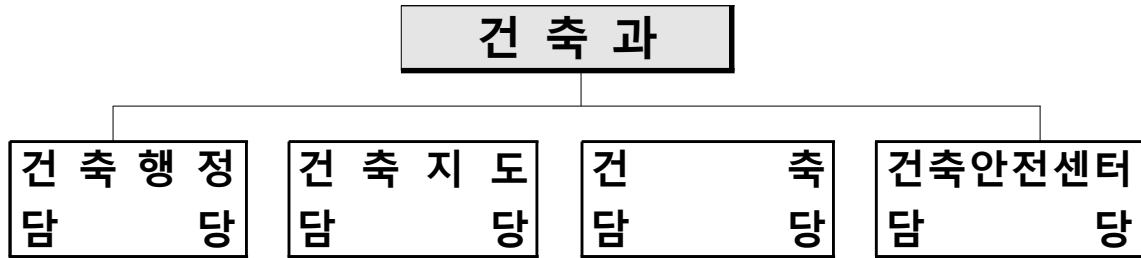 건 축 과
건 축 행 정
담 당
건 축 지 도
담 당
건 축
담 당
건축안전센터
담 당